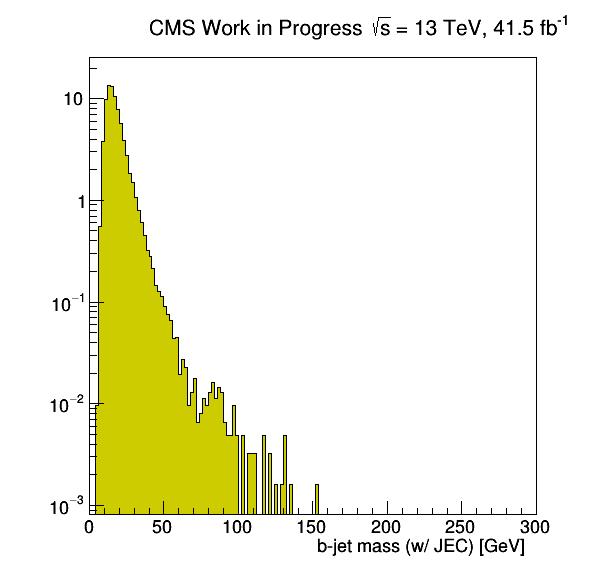 CMS Work in Progress √s = 13 TeV, 41.5 fb⁻¹
10
1
10⁻¹
10⁻²
10⁻³
0 50 100 150 200 250 300
b-jet mass (w/ JEC) [GeV]